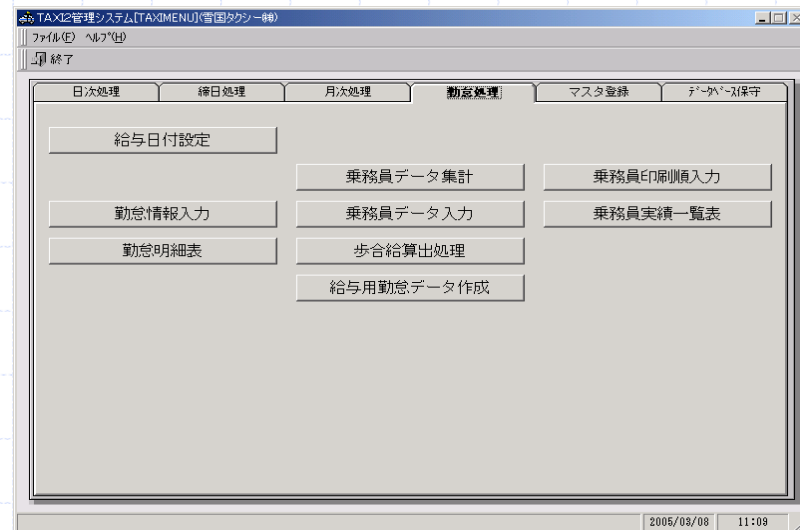 TAXI2管理システム[TAXIMENU](雪国タクシー㈱)
ファイル(F) ヘルプ(H)
終了
日次処理 締日処理 月次処理 勤怠処理 マスタ登録 データベース保守
給与日付設定
乗務員データ集計 乗務員印刷順入力
勤怠情報入力 乗務員データ入力 乗務員実績一覧表
勤怠明細表 歩合給算出処理
給与用勤怠データ作成
2005/03/08 11:09